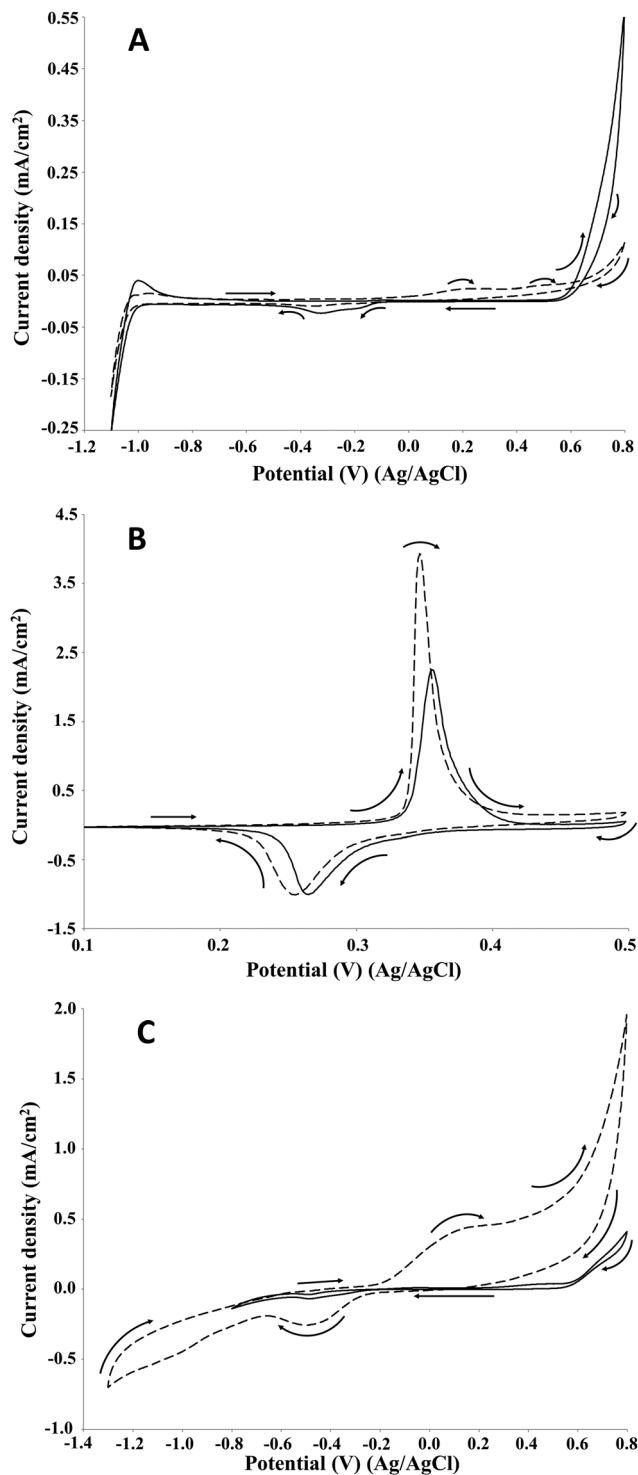 A
Current density (mA/cm²)
0.55
0.45
0.35
0.25
0.15
0.05
-0.05
-0.15
-0.25
-1.2 -1.0 -0.8 -0.6 -0.4 -0.2 0.0 0.2 0.4 0.6 0.8
Potential (V) (Ag/AgCl)
B
Current density (mA/cm²)
4.5
3.5
2.5
1.5
0.5
-0.5
-1.5
0.1 0.2 0.3 0.4 0.5
Potential (V) (Ag/AgCl)
C
Current density (mA/cm²)
2.0
1.5
1.0
0.5
0.0
-0.5
-1.0
-1.4 -1.2 -1.0 -0.8 -0.6 -0.4 -0.2 0.0 0.2 0.4 0.6 0.8
Potential (V) (Ag/AgCl)